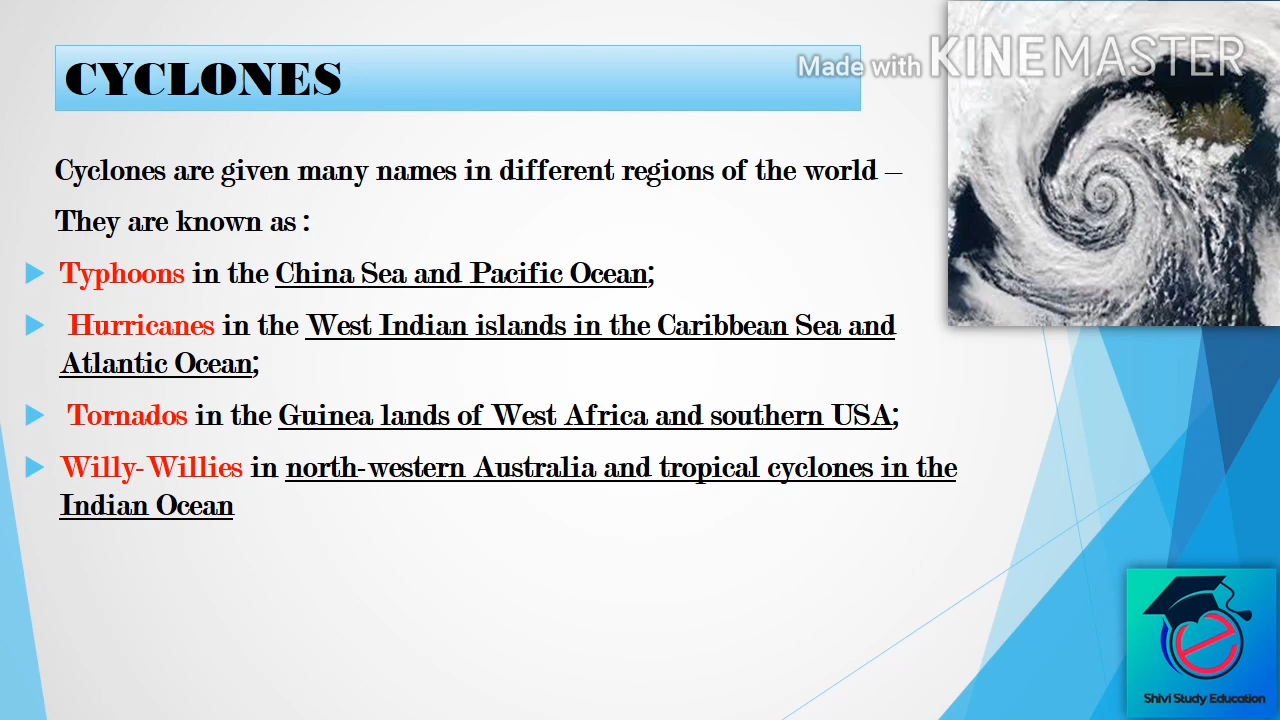 Made with KINEMASTER
CYCLONES
Cyclones are given many names in different regions of the world –
They are known as :
Typhoons in the China Sea and Pacific Ocean;
Hurricanes in the West Indian islands in the Caribbean Sea and
Atlantic Ocean;
Tornados in the Guinea lands of West Africa and southern USA;
Willy-Willies in north-western Australia and tropical cyclones in the
Indian Ocean
Shivi Study Education